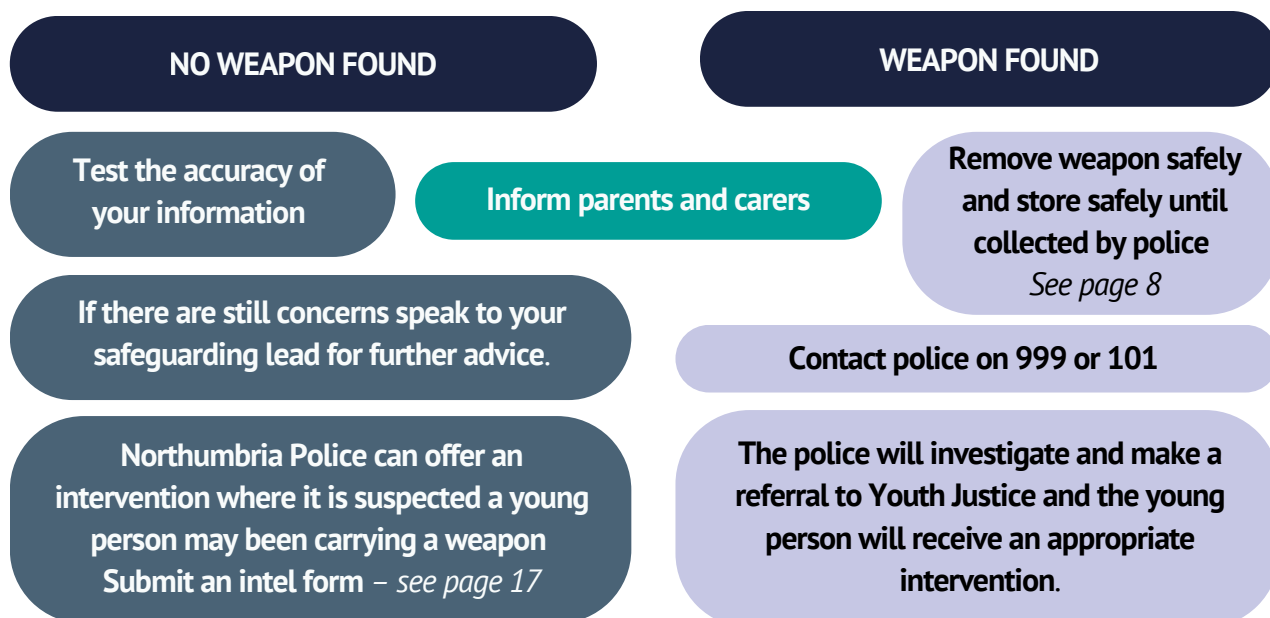 NO WEAPON FOUND
Test the accuracy of
your information
If there are still concerns speak to your
safeguarding lead for further advice.
Northumbria Police can offer an
intervention where it is suspected a young
person may been carrying a weapon
Submit an intel form – see page 17
Inform parents and carers
WEAPON FOUND
Remove weapon safely
and store safely until
collected by police
See page 8
Contact police on 999 or 101
The police will investigate and make a
referral to Youth Justice and the young
person will receive an appropriate
intervention.